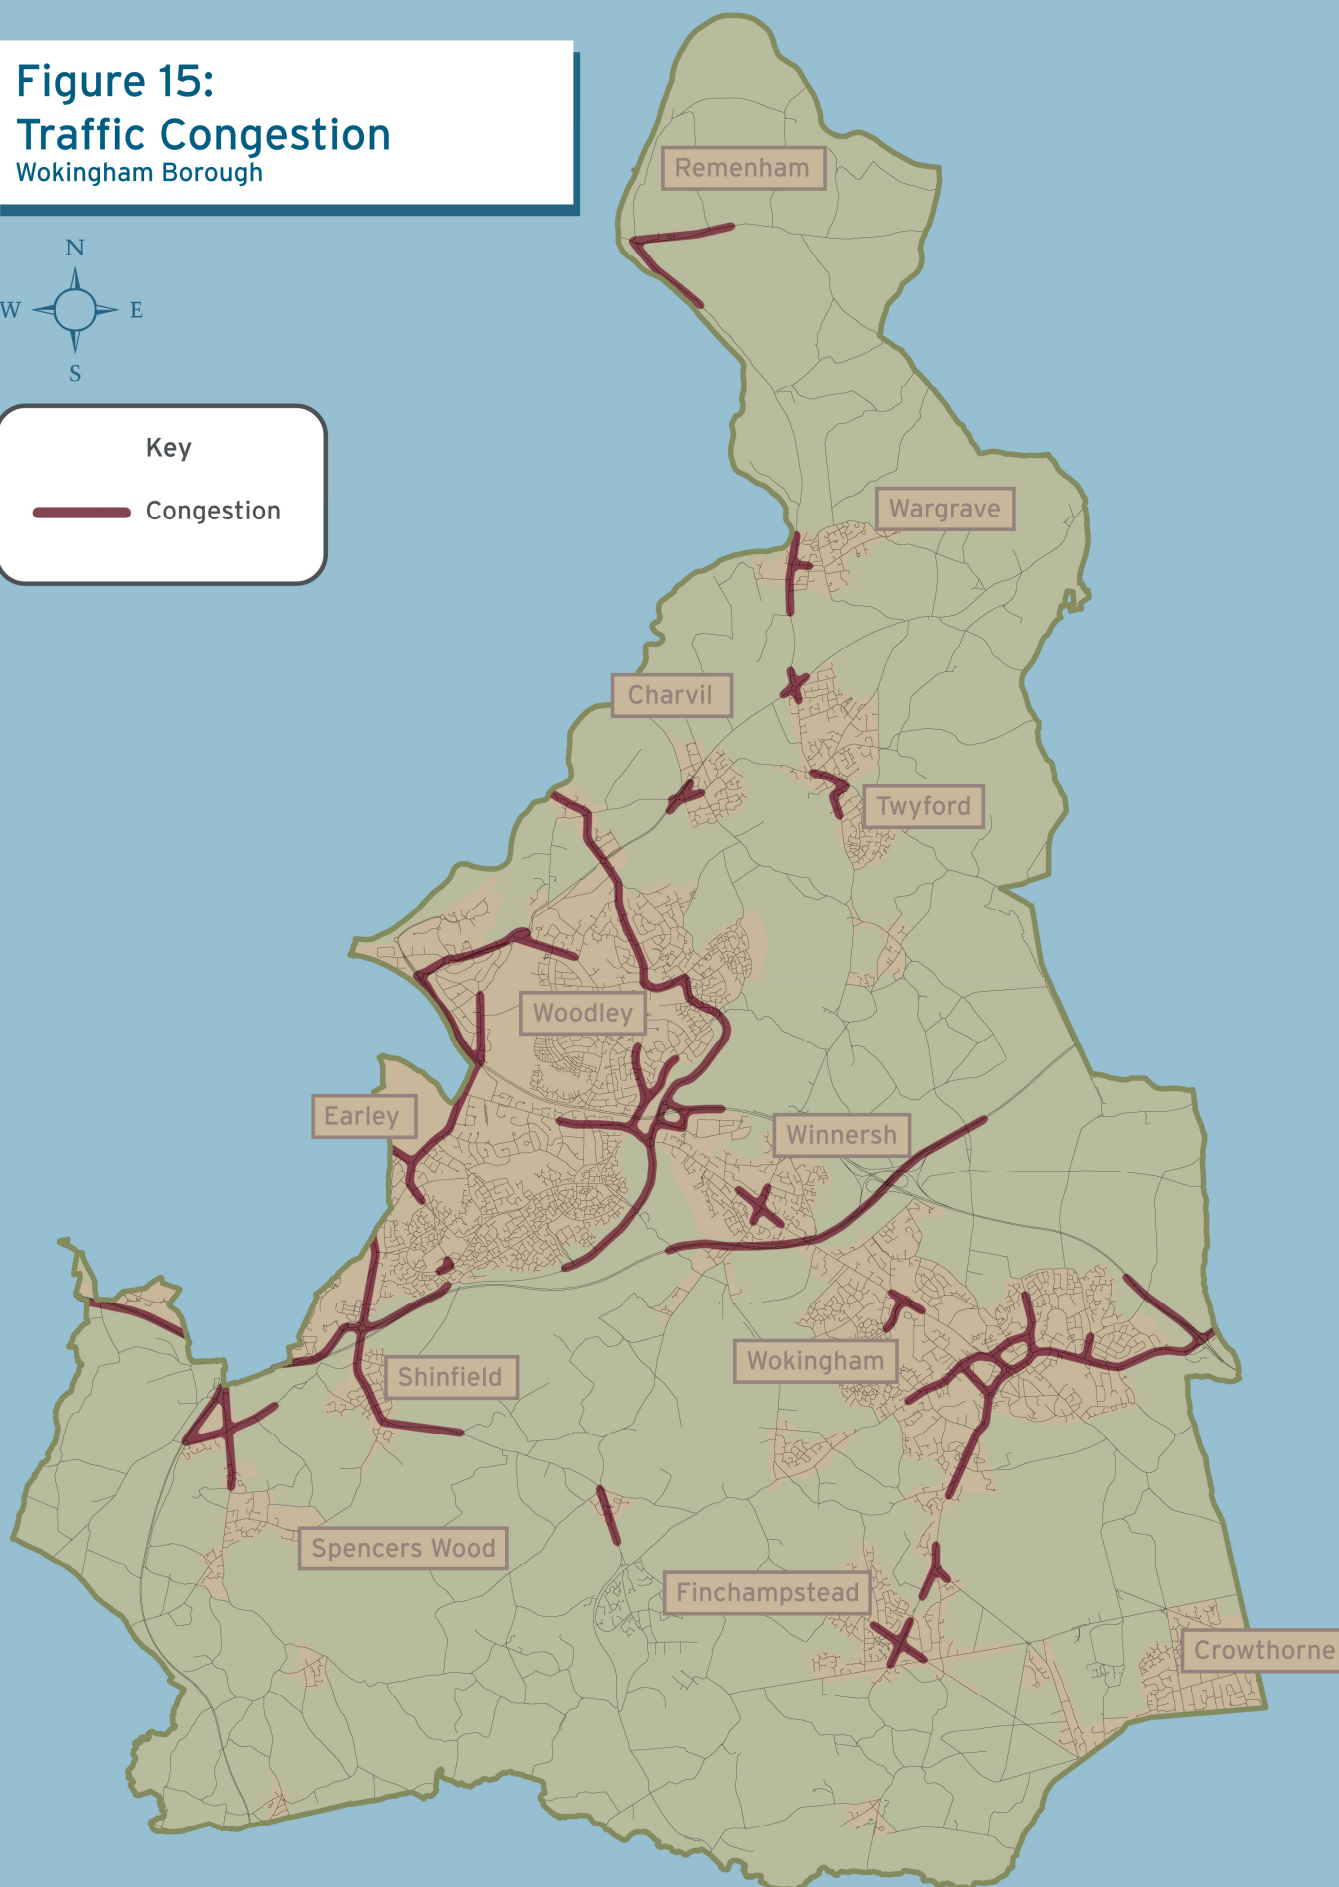 Figure 15:
Traffic Congestion
Wokingham Borough
N
W
E
S
Key
Congestion
Remenham
Wargrave
Charvil
Twyford
Woodley
Earley
Winnersh
Wokingham
Shinfield
Spencers Wood
Finchampstead
Crowthorne